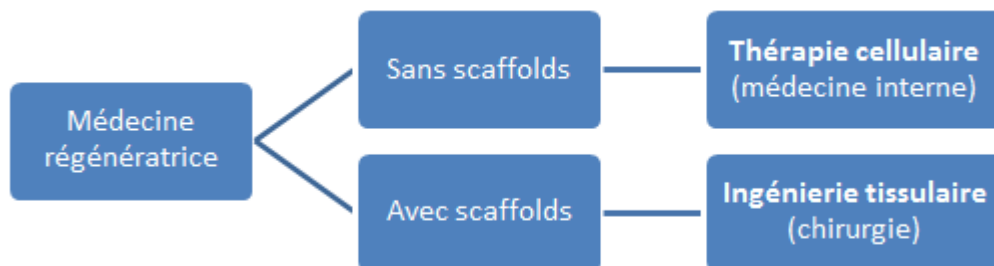 Médecine
régénératrice
Sans scaffolds
Thérapie cellulaire
(médecine interne)
Avec scaffolds
Ingénierie tissulaire
(chirurgie)